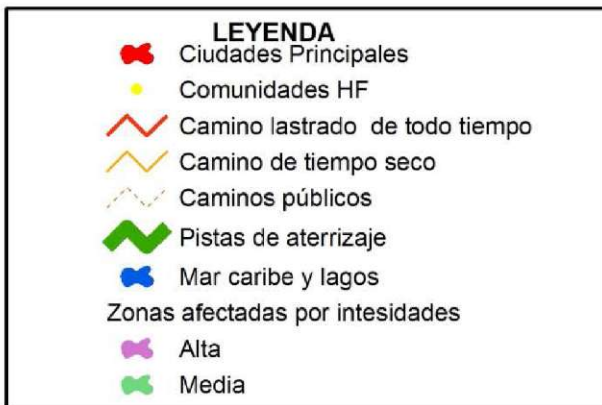 LEYENDA
Ciudades Principales
Comunidades HF
Camino lastrado de todo tiempo
Camino de tiempo seco
Caminos públicos
Pistas de aterrizaje
Mar caribe y lagos
Zonas afectadas por intesidades
Alta
Media